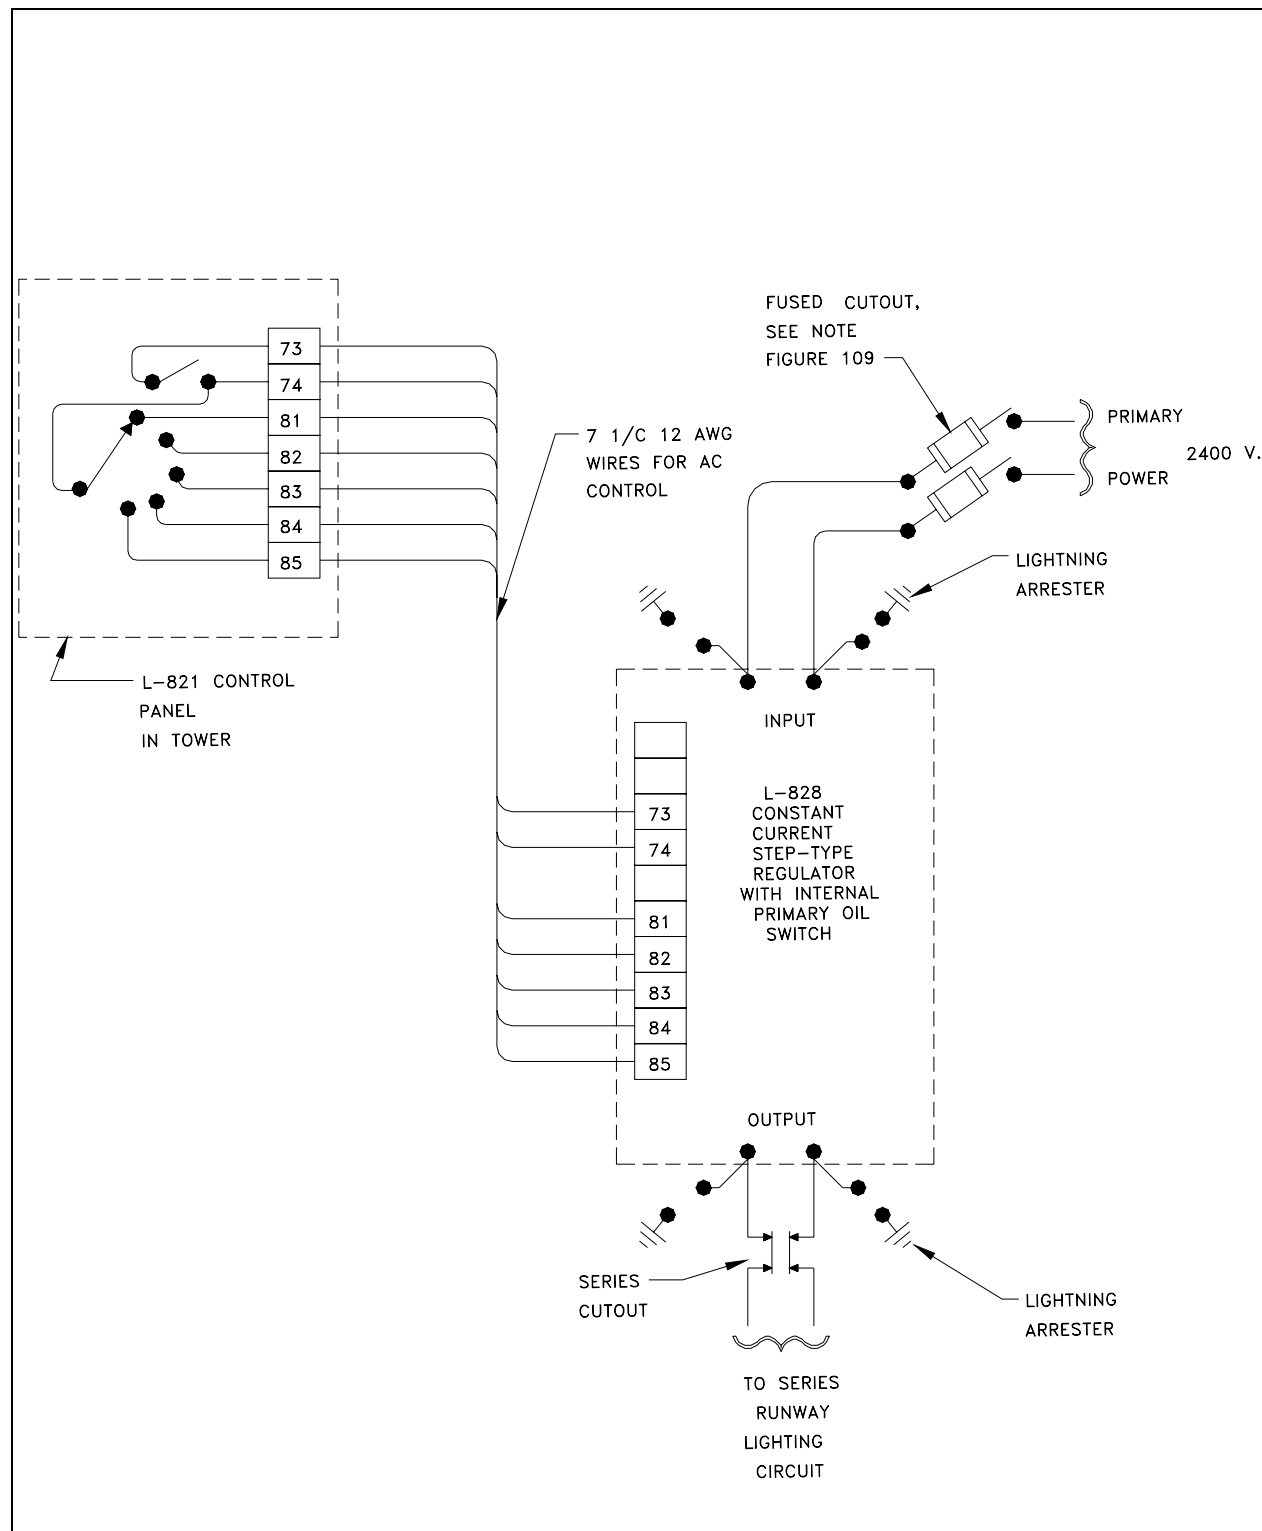 FUSED CUTOUT,
SEE NOTE
FIGURE 109
PRIMARY
2400 V.
POWER
73
74
81
82
83
84
85
7 1/C 12 AWG
WIRES FOR AC
CONTROL
LIGHTNING
ARRESTER
L-821 CONTROL
PANEL
IN TOWER
INPUT
73
74
81
82
83
84
85
L-828
CONSTANT
CURRENT
STEP-TYPE
REGULATOR
WITH INTERNAL
PRIMARY OIL
SWITCH
OUTPUT
SERIES
CUTOUT
LIGHTNING
ARRESTER
TO SERIES
RUNWAY
LIGHTING
CIRCUIT